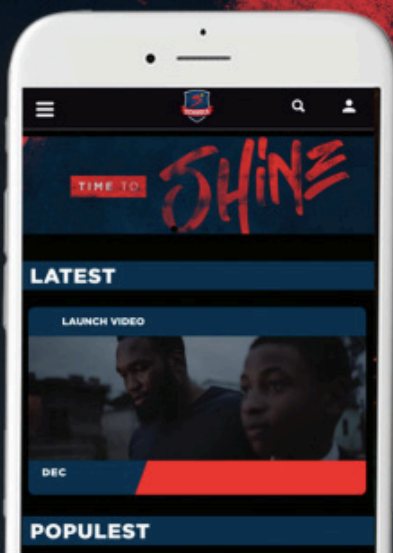 TIME TO
SHINE
LATEST
LAUNCH VIDEO
DEC
POPULEST